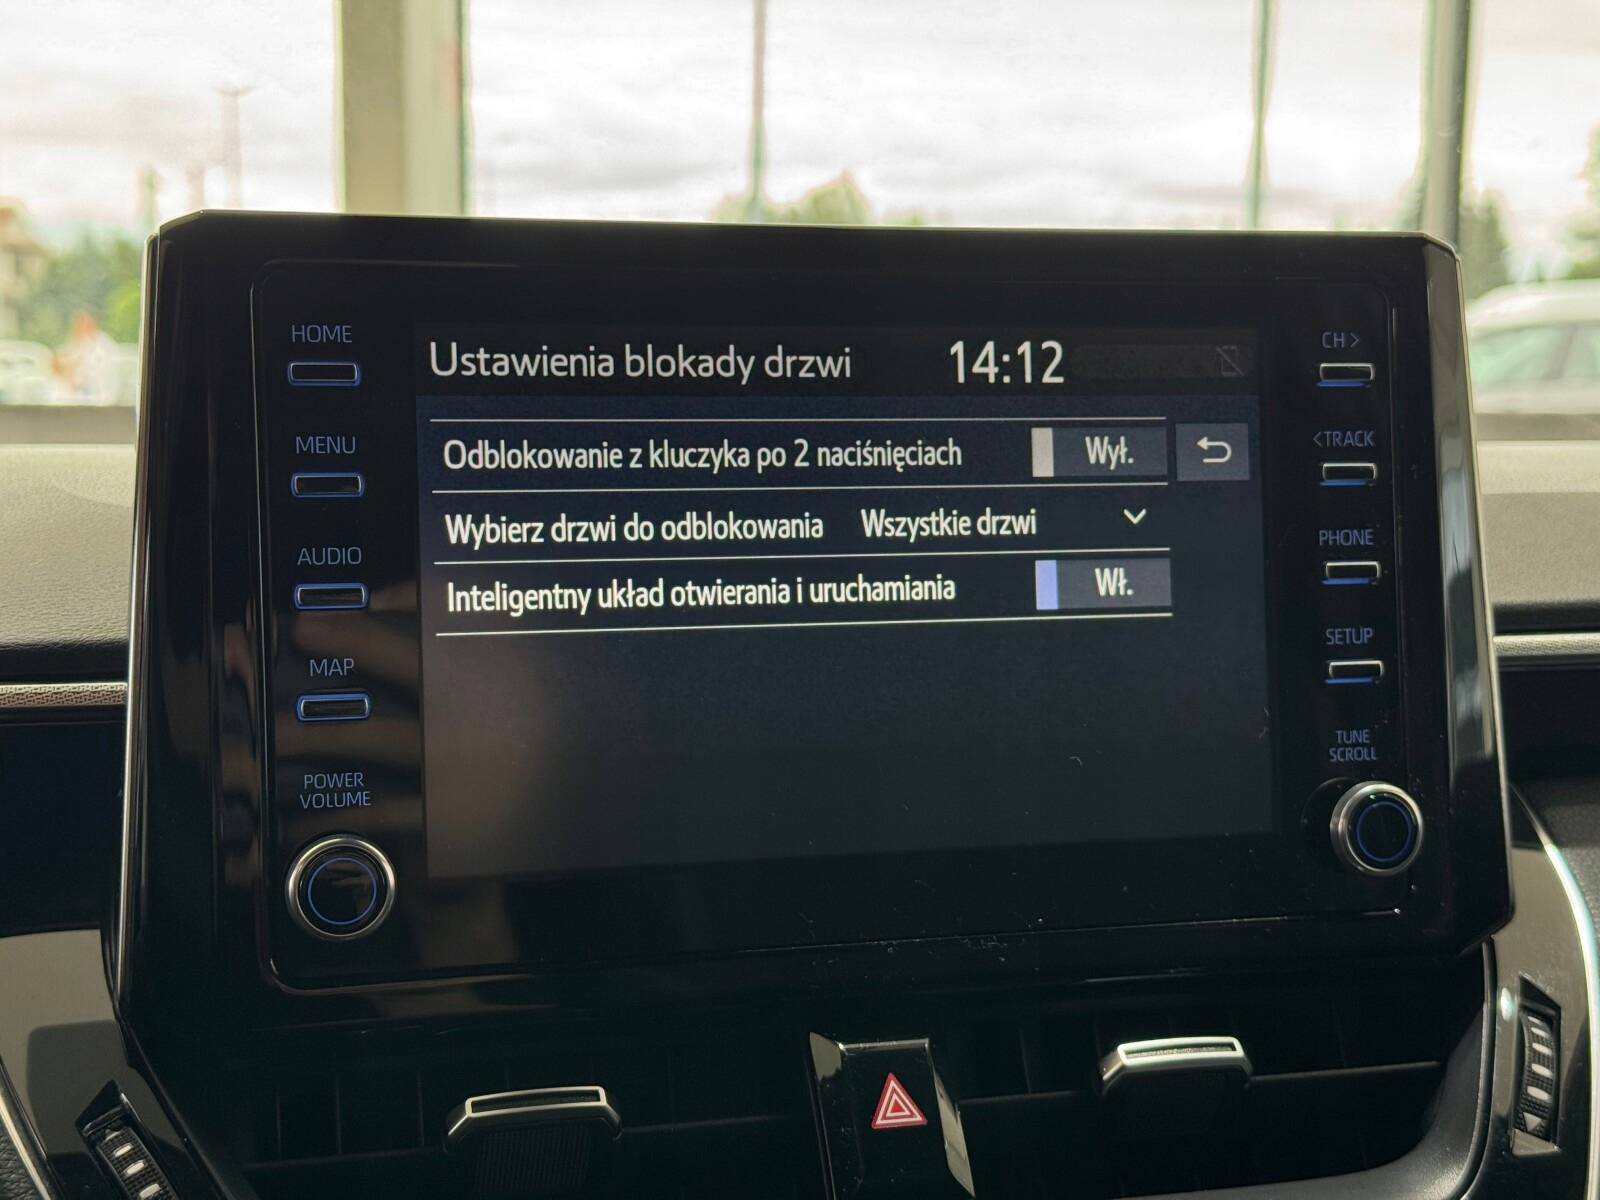 HOME
MENU
AUDIO
MAP
POWER
VOLUME
Ustawienia blokady drzwi 14:12
Odblokowanie z kluczyka po 2 naciśnięciach Wył.
Wybierz drzwi do odblokowania Wszystkie drzwi
Inteligentny układ otwierania i uruchamiania Wł.
CH >
<TRACK
PHONE
SETUP
TUNE
SCROLL